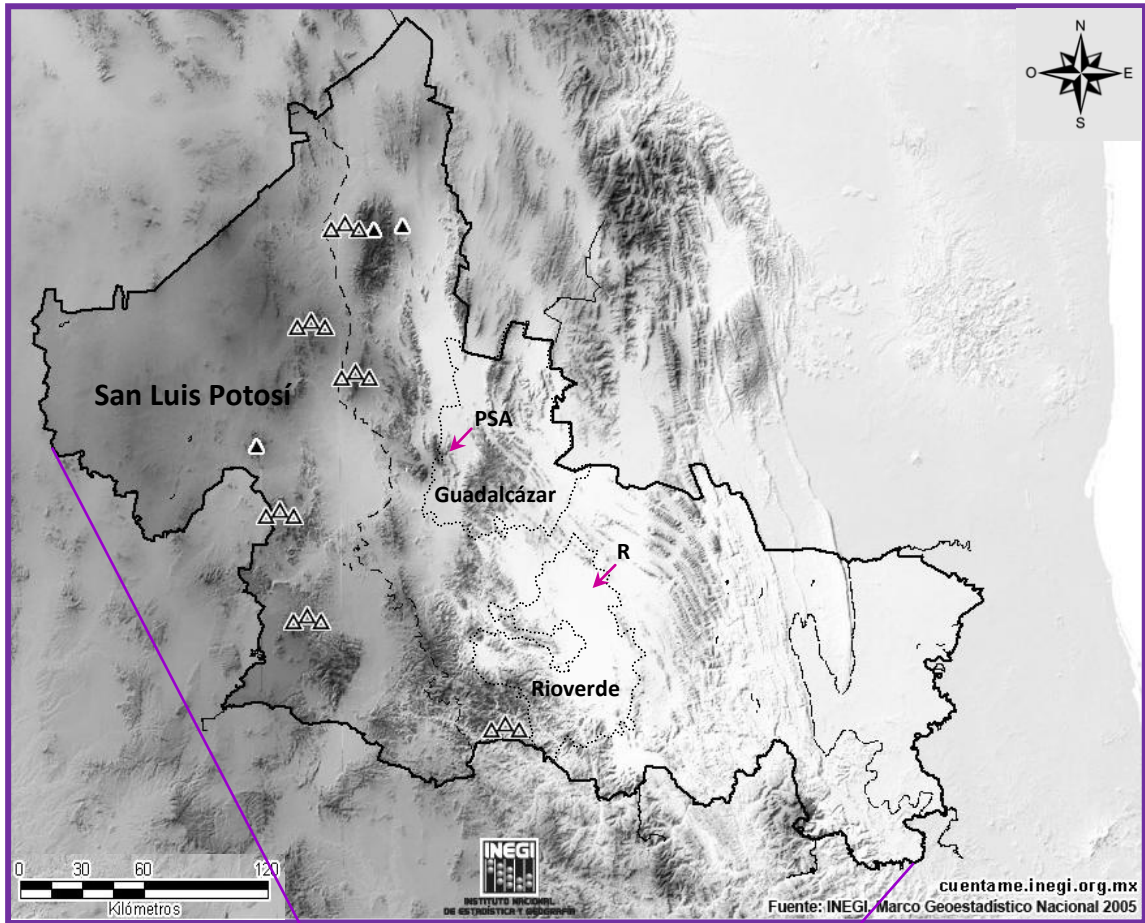 N
O E
S
San Luis Potosí
PSA
Guadalcázar
R
Rioverde
0 30 60 120
Kilómetros
INEGI
INSTITUTO NACIONAL
DE ESTADÍSTICA Y GEOGRAFÍA
cuentame.inegi.org.mx
Fuente: INEGI, Marco Geoestadístico Nacional 2005